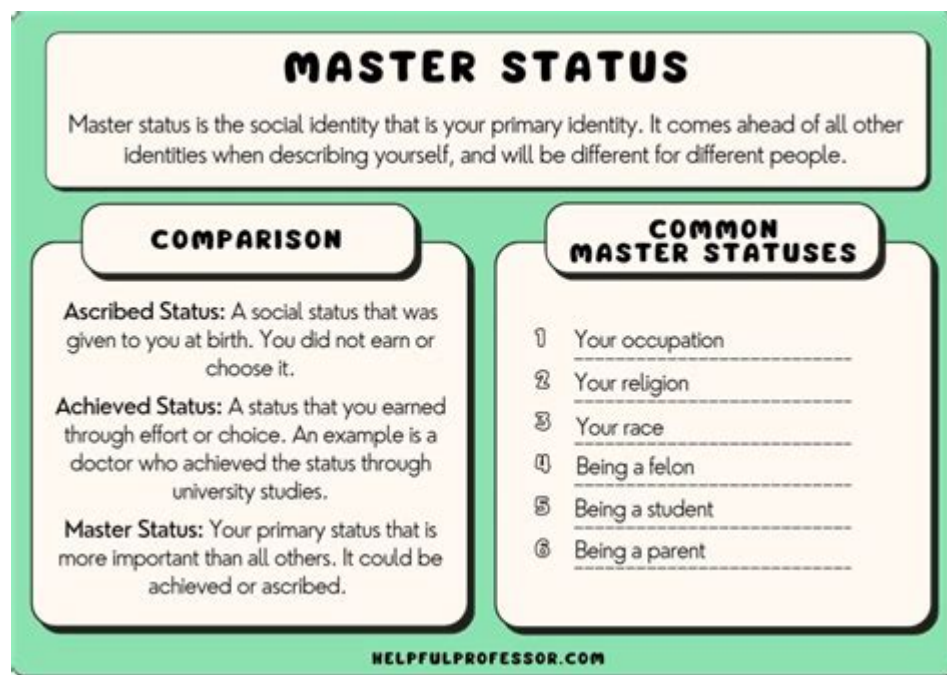 MASTER STATUS
Master status is the social identity that is your primary identity. It comes ahead of all other
identities when describing yourself, and will be different for different people.
COMPARISON
Ascribed Status: A social status that was
given to you at birth. You did not earn or
choose it.
Achieved Status: A status that you earned
through effort or choice. An example is a
doctor who achieved the status through
university studies.
Master Status: Your primary status that is
more important than all others. It could be
achieved or ascribed.
COMMON
MASTER STATUSES
1 Your occupation
2 Your religion
3 Your race
4 Being a felon
5 Being a student
6 Being a parent
HELPFULPROFESSOR.COM